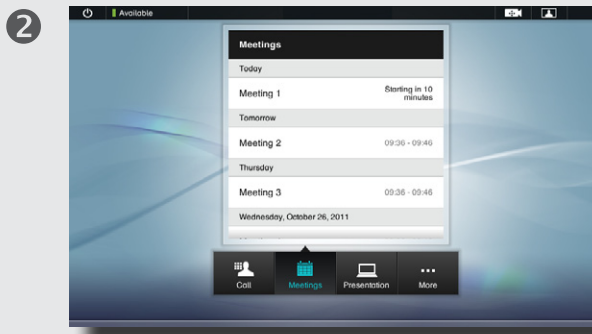 2
Available
Meetings
Today
Meeting 1 Starting in 10
minutes
Tomorrow
Meeting 2 09:36 - 09:46
Thursday
Meeting 3 09:36 - 09:46
Wednesday, October 26, 2011
Call Meetings Presentation More